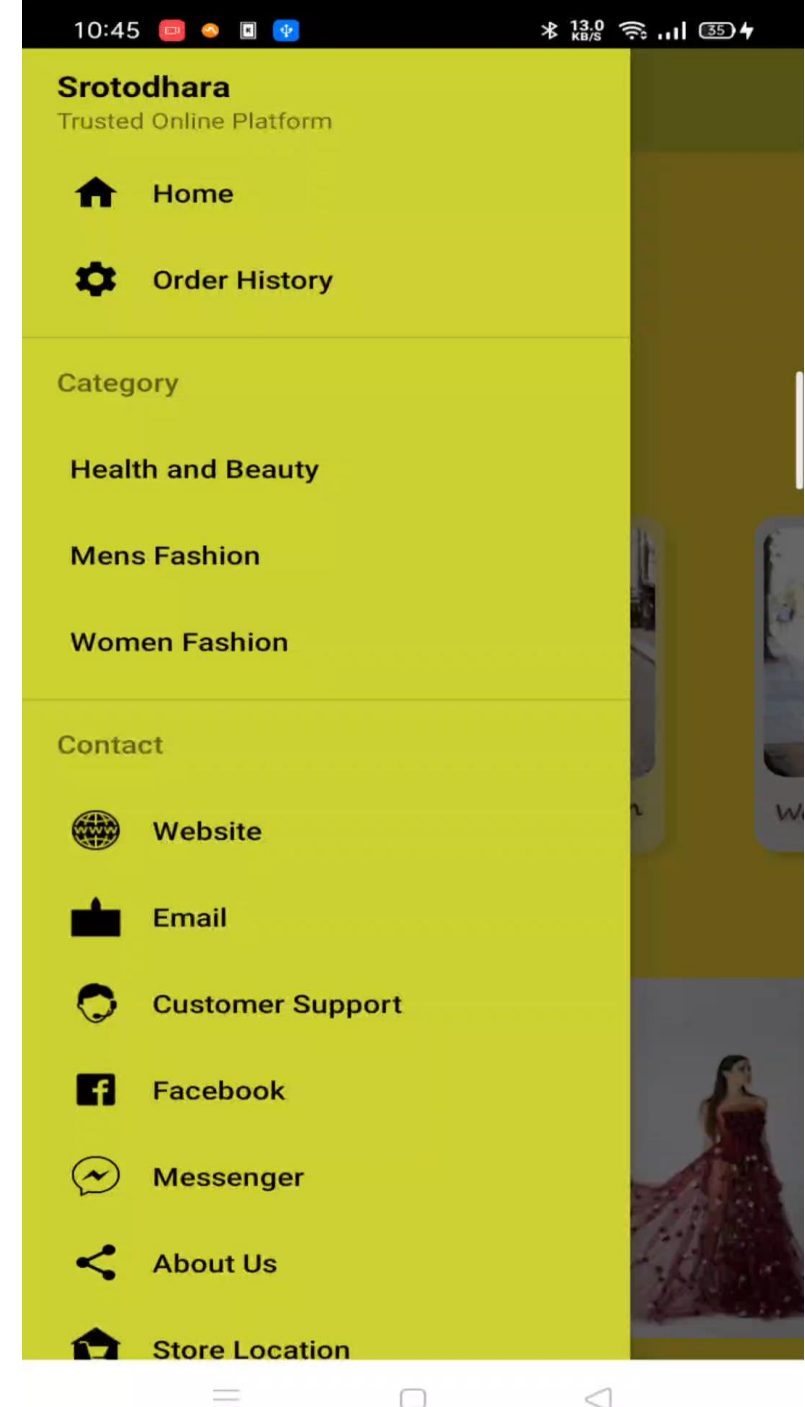 10:45
13.0
KB/S
35
Srotodhara
Trusted Online Platform
Home
Order History
Category
Health and Beauty
Mens Fashion
Women Fashion
Contact
WWW
Website
Email
Customer Support
Facebook
Messenger
About Us
Store Location